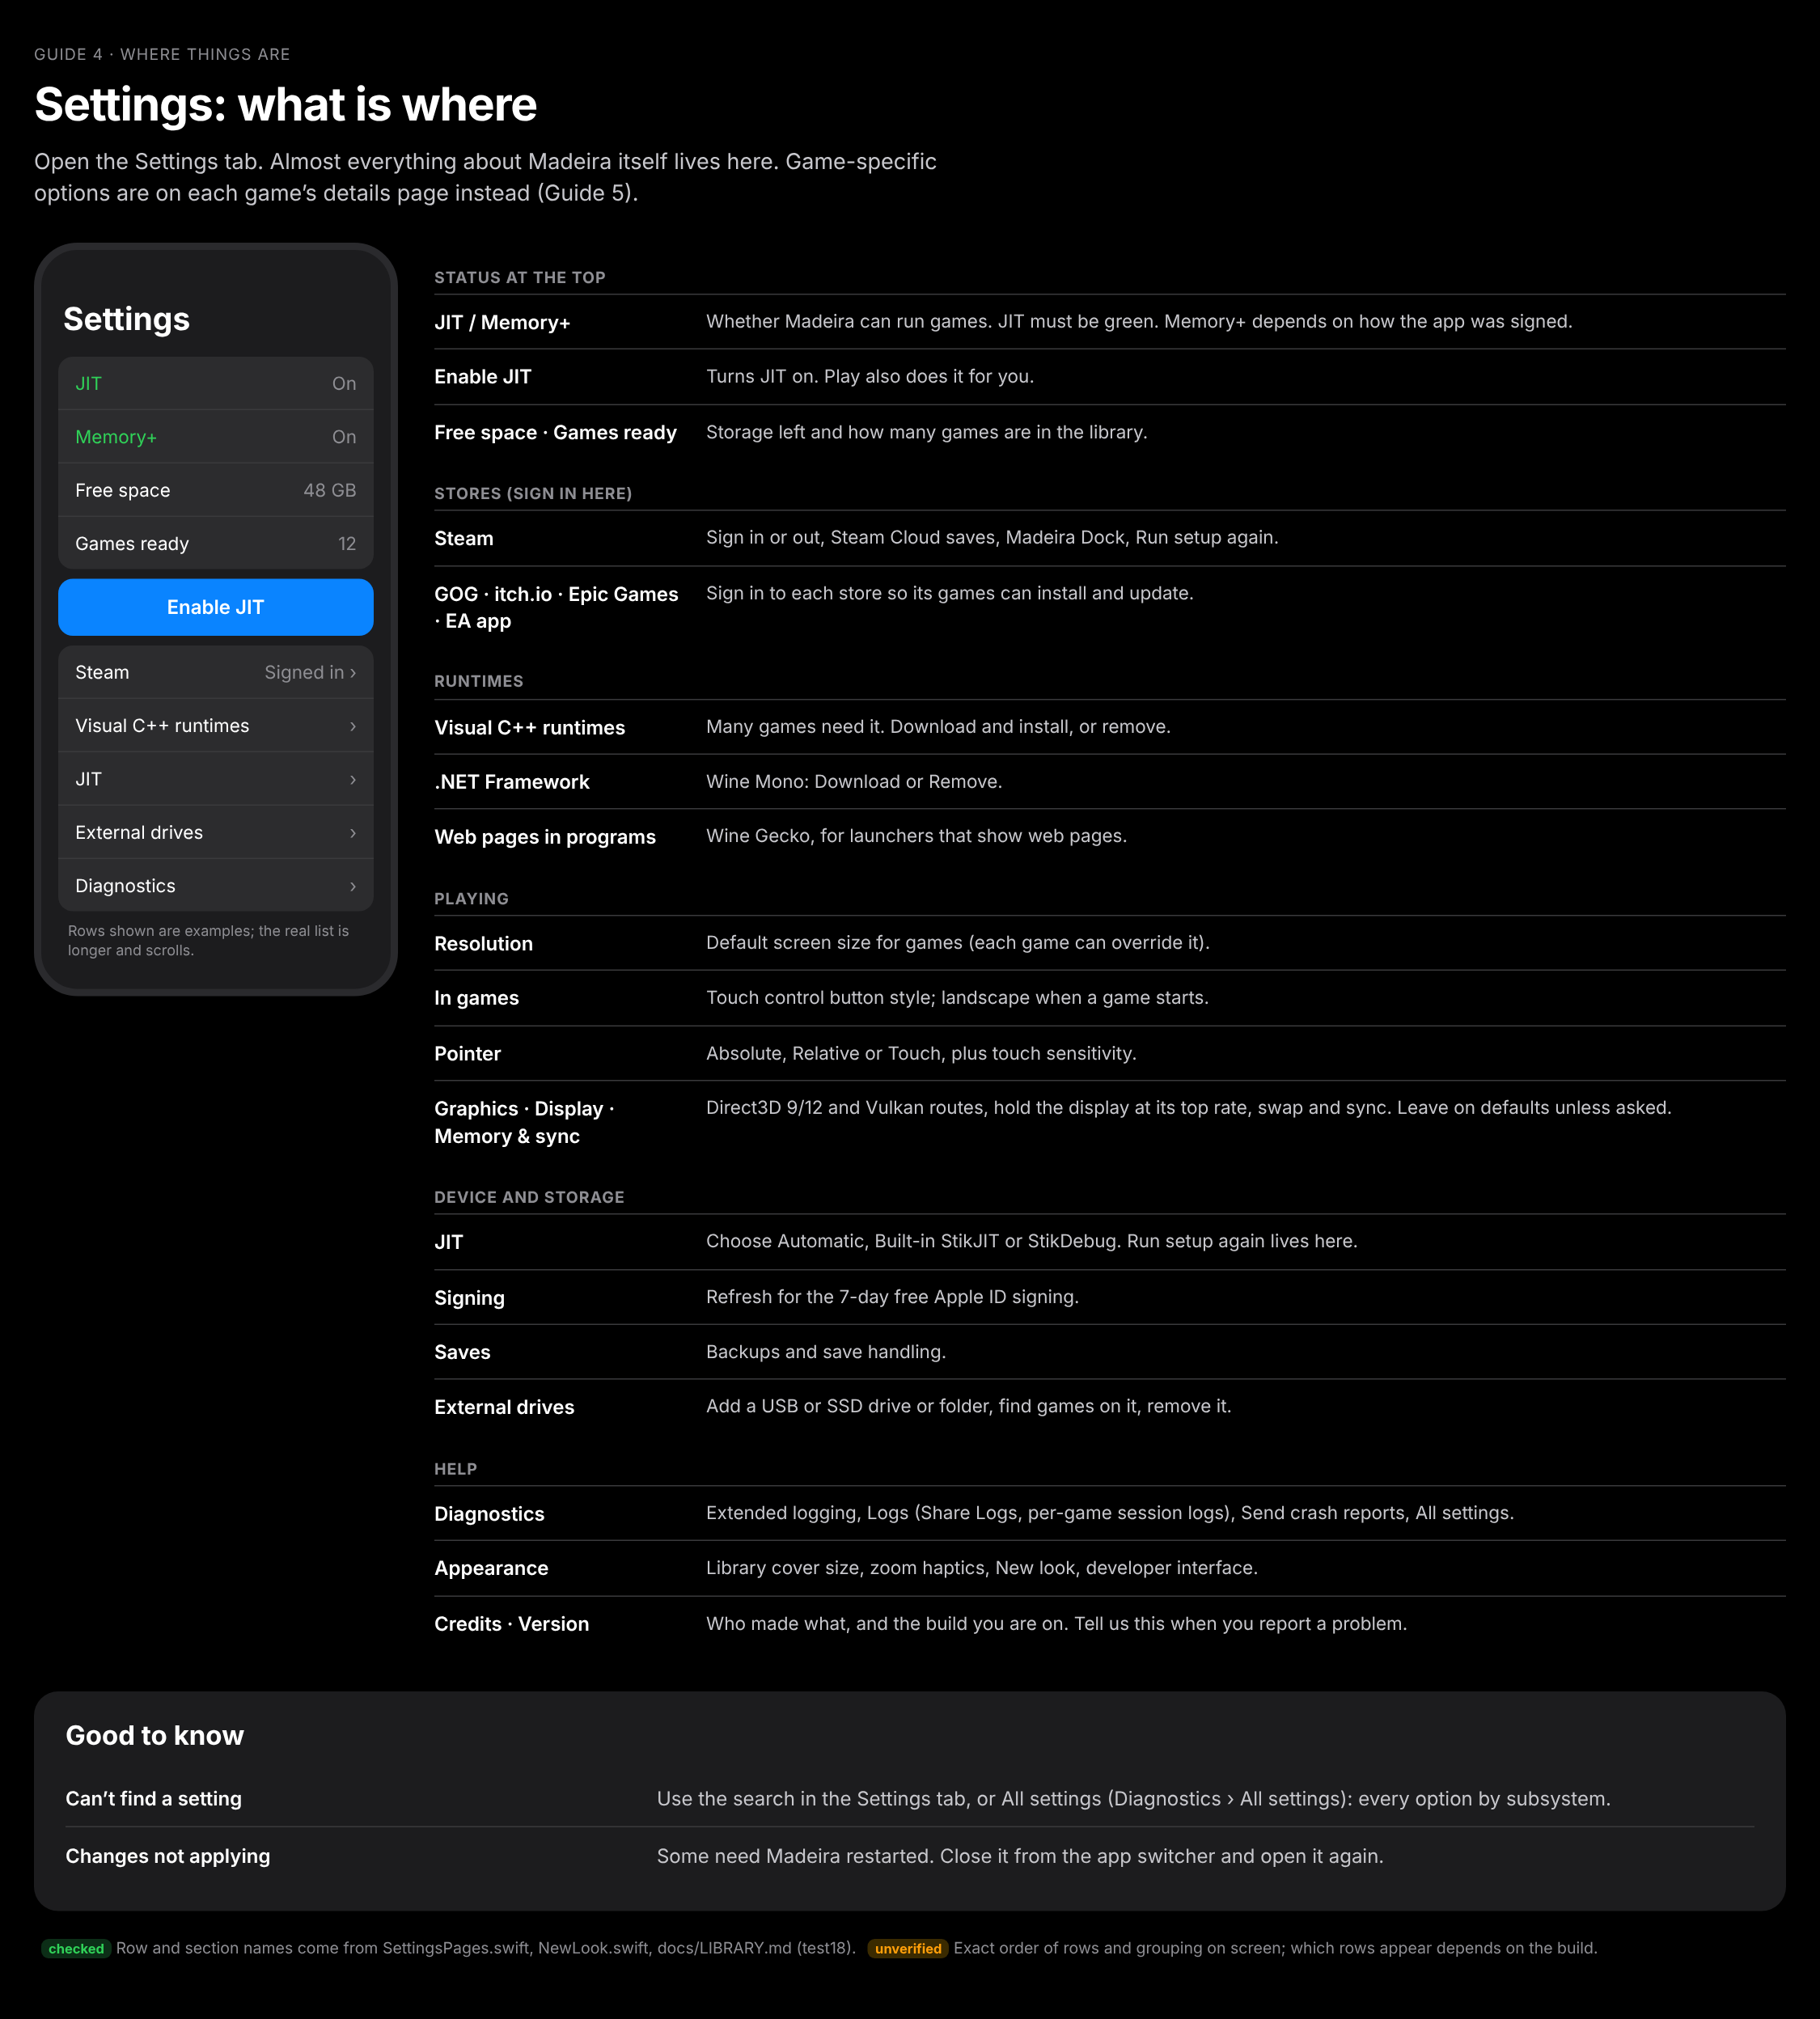 GUIDE 4 · WHERE THINGS ARE
Settings: what is where
Open the Settings tab. Almost everything about Madeira itself lives here. Game-specific
options are on each game’s details page instead (Guide 5).
Settings
JIT On
Memory+ On
Free space 48 GB
Games ready 12
Enable JIT
Steam Signed in ›
Visual C++ runtimes ›
JIT ›
External drives ›
Diagnostics ›
Rows shown are examples; the real list is
longer and scrolls.
STATUS AT THE TOP
JIT / Memory+ Whether Madeira can run games. JIT must be green. Memory+ depends on how the app was signed.
Enable JIT Turns JIT on. Play also does it for you.
Free space · Games ready Storage left and how many games are in the library.
STORES (SIGN IN HERE)
Steam Sign in or out, Steam Cloud saves, Madeira Dock, Run setup again.
GOG · itch.io · Epic Games Sign in to each store so its games can install and update.
· EA app
RUNTIMES
Visual C++ runtimes Many games need it. Download and install, or remove.
.NET Framework Wine Mono: Download or Remove.
Web pages in programs Wine Gecko, for launchers that show web pages.
PLAYING
Resolution Default screen size for games (each game can override it).
In games Touch control button style; landscape when a game starts.
Pointer Absolute, Relative or Touch, plus touch sensitivity.
Graphics · Display · Direct3D 9/12 and Vulkan routes, hold the display at its top rate, swap and sync. Leave on defaults unless asked.
Memory & sync
DEVICE AND STORAGE
JIT Choose Automatic, Built-in StikJIT or StikDebug. Run setup again lives here.
Signing Refresh for the 7-day free Apple ID signing.
Saves Backups and save handling.
External drives Add a USB or SSD drive or folder, find games on it, remove it.
HELP
Diagnostics Extended logging, Logs (Share Logs, per-game session logs), Send crash reports, All settings.
Appearance Library cover size, zoom haptics, New look, developer interface.
Credits · Version Who made what, and the build you are on. Tell us this when you report a problem.
Good to know
Can’t find a setting Use the search in the Settings tab, or All settings (Diagnostics › All settings): every option by subsystem.
Changes not applying Some need Madeira restarted. Close it from the app switcher and open it again.
checked Row and section names come from SettingsPages.swift, NewLook.swift, docs/LIBRARY.md (test18). unverified Exact order of rows and grouping on screen; which rows appear depends on the build.